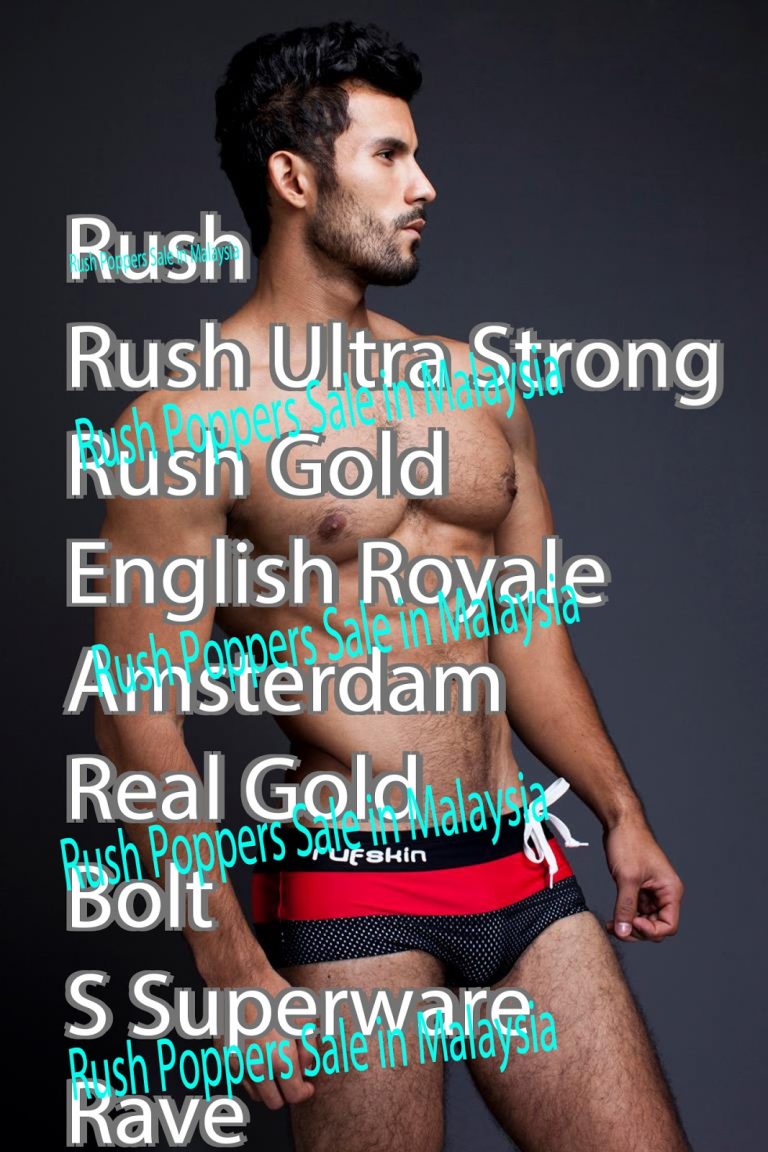 Rush
Rush Poppers Sale in Malaysia
Rush Ultra Strong
Rush Poppers Sale in Malaysia
Rush Gold
English Royale
Rush Poppers Sale in Malaysia
Amsterdam
Real Gold
Rush Poppers Sale in Malaysia
rufskin
Bolt
S Superware
Rush Poppers Sale in Malaysia
Rave